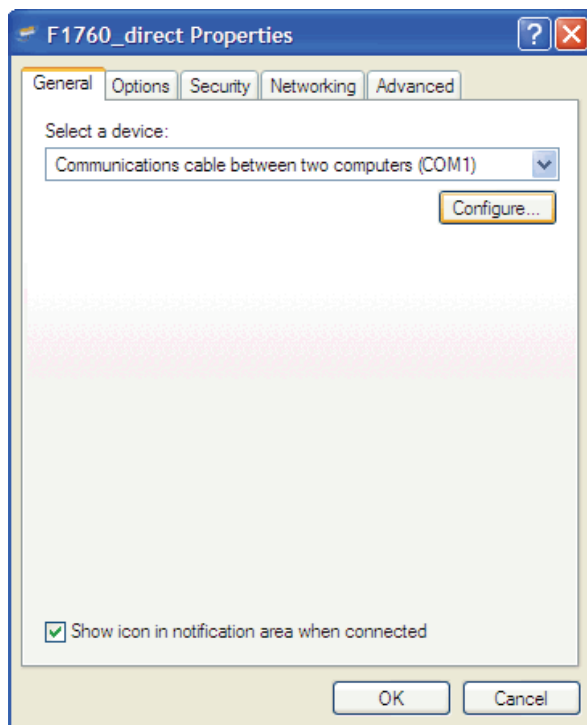 F1760_direct Properties
General Options Security Networking Advanced
Select a device:
Communications cable between two computers (COM1)
Configure...
Show icon in notification area when connected
OK Cancel